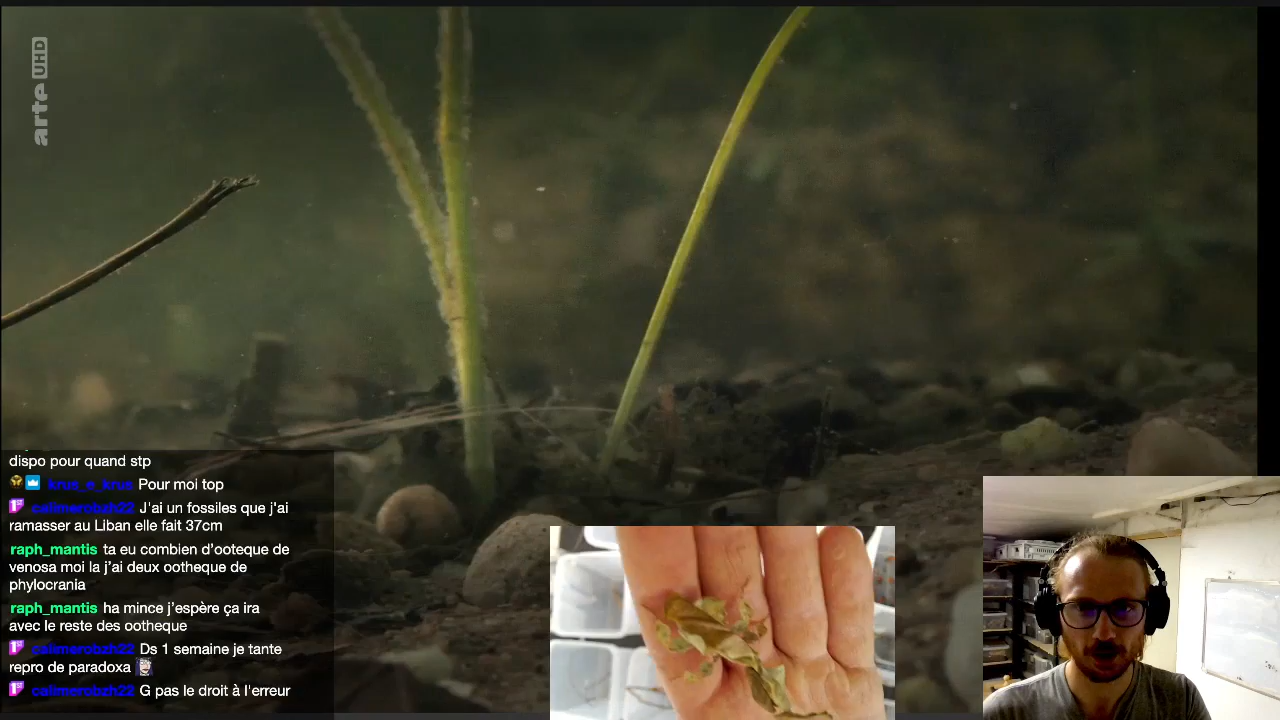 arte UHD
dispo pour quand stp
krus_e_krus Pour moi top
calimerobzh22 J'ai un fossiles que j'ai
ramasser au Liban elle fait 37cm
raph_mantis ta eu combien d'ooteque de
venosa moi la j'ai deux ootheque de
phylocrania
raph_mantis ha mince j'espère ça ira
avec le reste des ootheque
calimerobzh22 Ds 1 semaine je tante
repro de paradoxa
calimerobzh22 G pas le droit à l'erreur